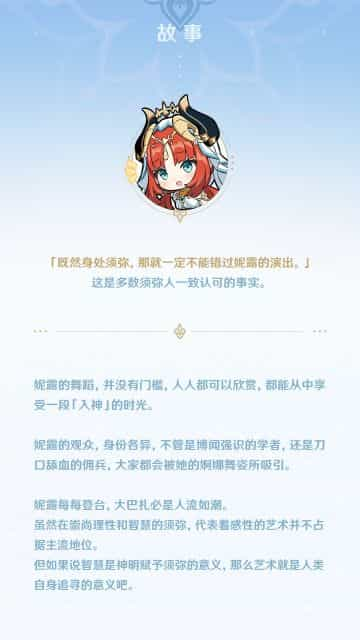 故事
「既然身处须弥，那就一定不能错过妮露的演出。」
这是多数须弥人一致认可的事实。
妮露的舞蹈，并没有门槛，人人都可以欣赏，都能从中享
受一段「入神」的时光。
妮露的观众，身份各异，不管是博闻强识的学者，还是刀
口舐血的佣兵，大家都会被她的婀娜舞姿所吸引。
妮露每每登台，大巴扎必是人流如潮。
虽然在崇尚理性和智慧的须弥，代表着感性的艺术并不占
据主流地位。
但如果说智慧是神明赋予须弥的意义，那么艺术就是人类
自身追寻的意义吧。